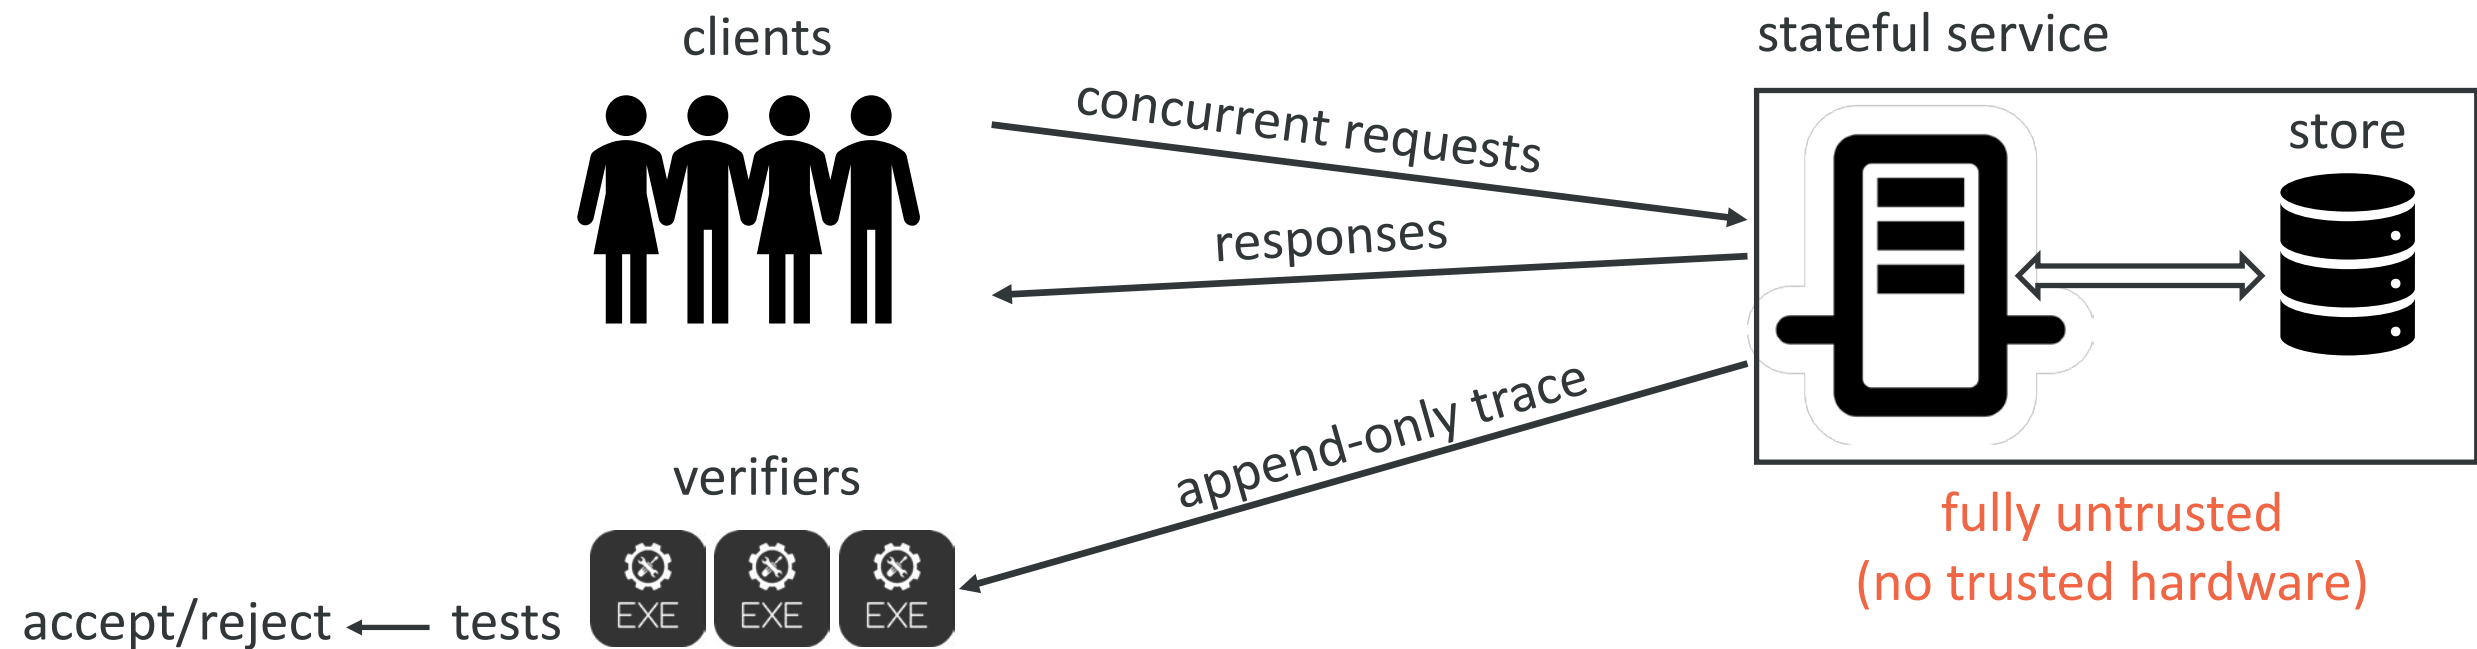 clients
stateful service
concurrent requests
store
responses
append-only trace
verifiers
fully untrusted
(no trusted hardware)
EXE
EXE
EXE
accept/reject
tests